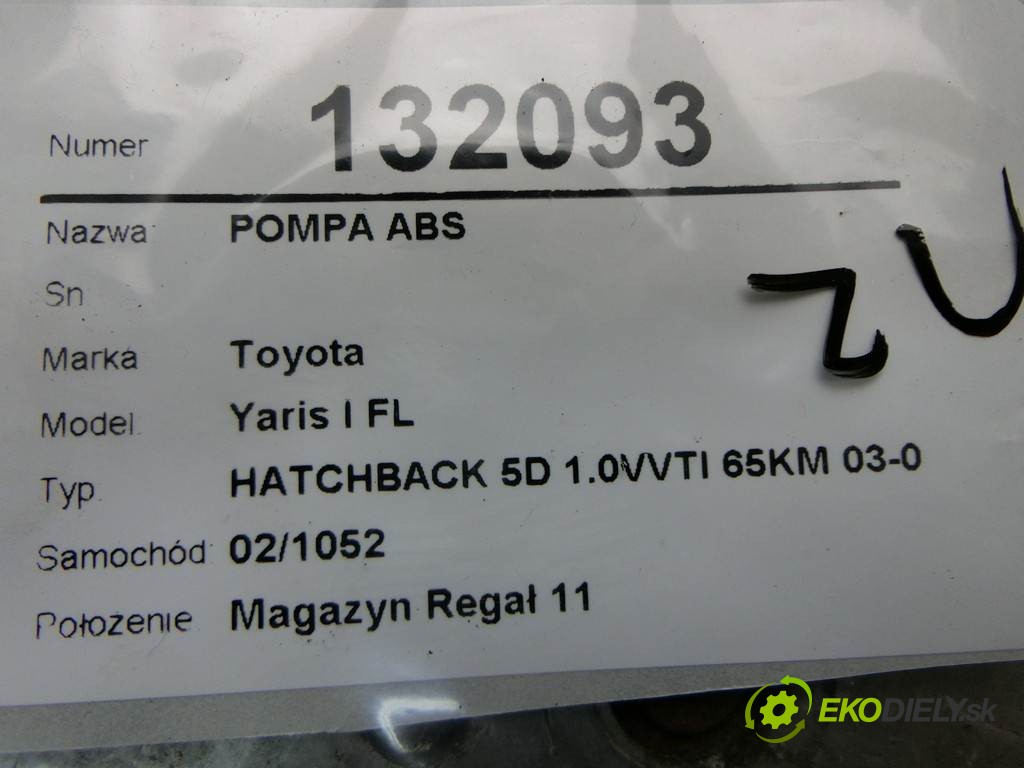 Numer 132093
Nazwa POMPA ABS
Sn
Marka Toyota
Model Yaris I FL
Typ HATCHBACK 5D 1.0VVTI 65KM 03-0
Samochód 02/1052
Położenie Magazyn Regał 11
EKODIELY.sk